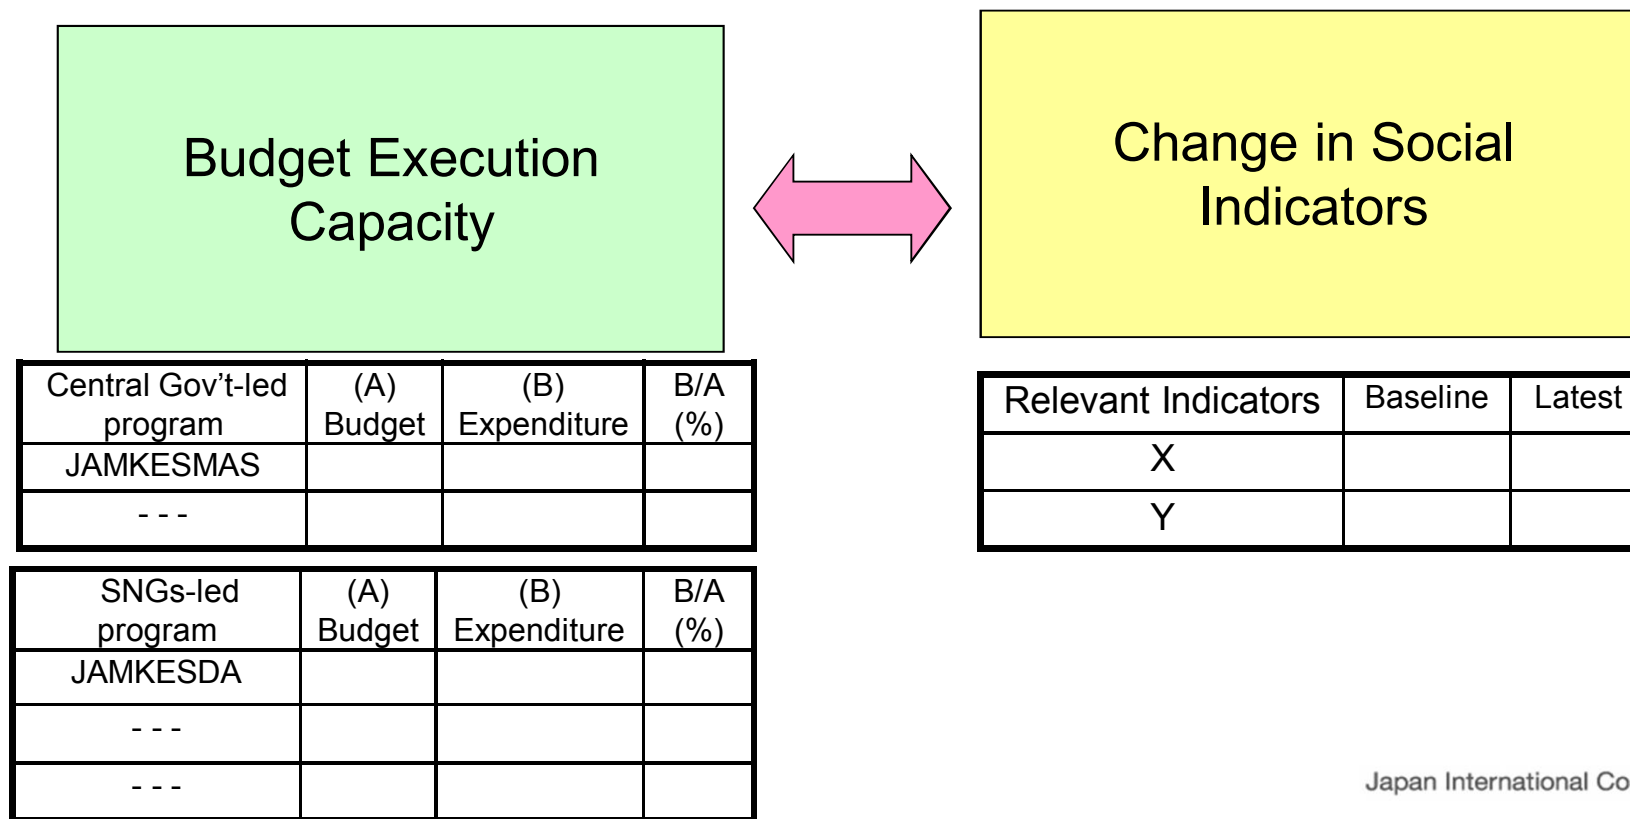 Budget Execution
Capacity
Change in Social
Indicators
Central Gov’t-led program (A) Budget (B) Expenditure B/A (%)
JAMKESMAS
- - -
SNGs-led program (A) Budget (B) Expenditure B/A (%)
JAMKESDA
- - -
- - -
Relevant Indicators Baseline Latest
X
Y
Japan International Co